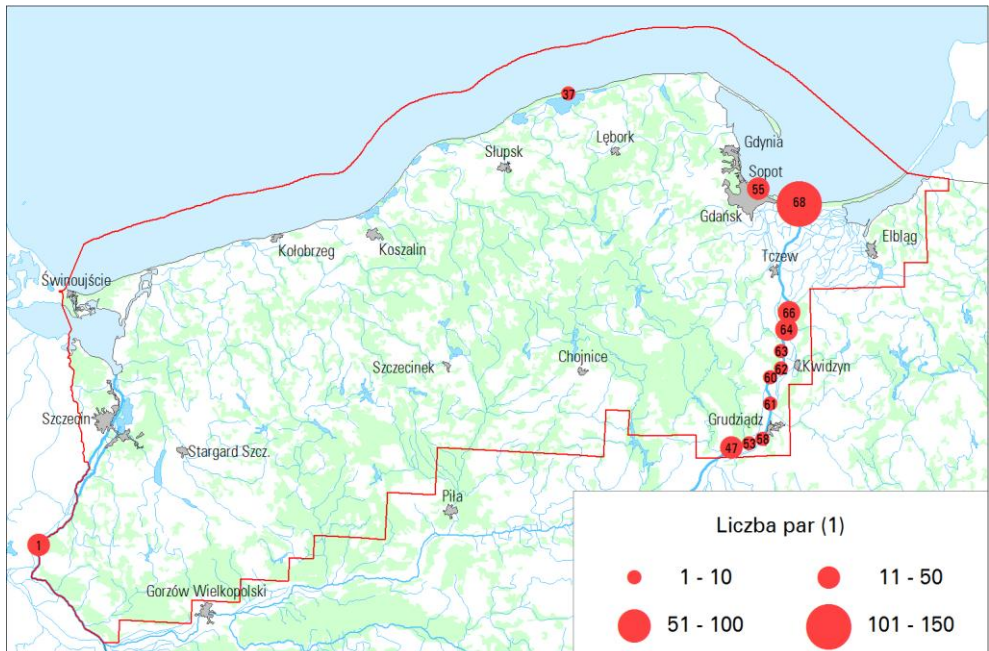 37
Lębork
Słupsk
Gdynia
Sopot
55
68
Gdańsk
Elbląg
Kołobrzeg
Koszalin
Tczew
Świnoujście
66
64
63
Szczecinek
Chojnice
62
Kwidzyn
60
61
Szczecin
Grudziądz
58
53
47
Stargard Szcz.
Piła
1
Gorzów Wielkopolski
Liczba par (1)
1 - 10
11 - 50
51 - 100
101 - 150